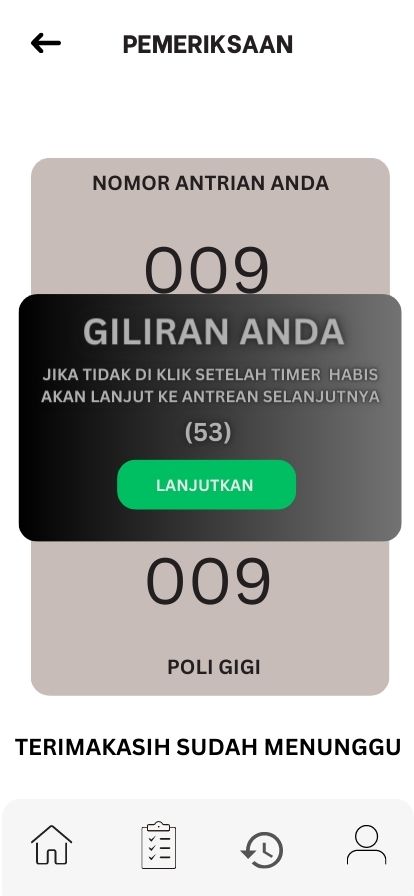 PEMERIKSAAN
NOMOR ANTRIAN ANDA
009
GILIRAN ANDA
JIKA TIDAK DI KLIK SETELAH TIMER HABIS
AKAN LANJUT KE ANTREAN SELANJUTNYA
(53)
LANJUTKAN
009
POLI GIGI
TERIMAKASIH SUDAH MENUNGGU